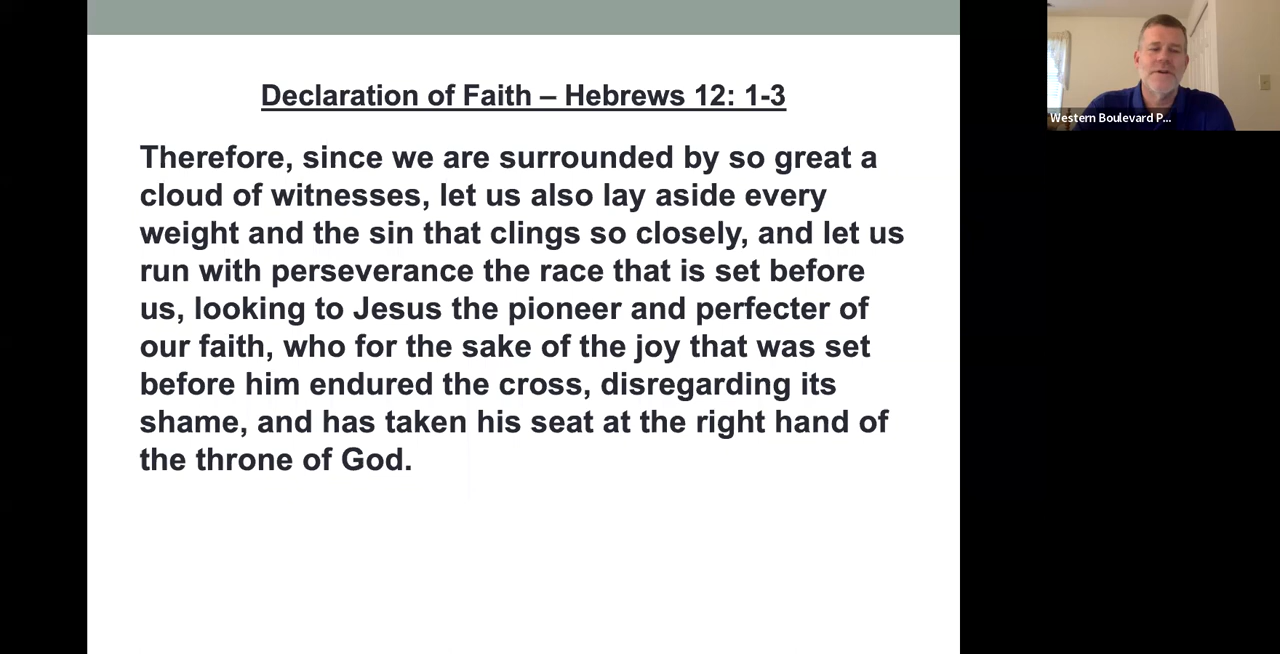 Declaration of Faith – Hebrews 12: 1-3
Therefore, since we are surrounded by so great a
cloud of witnesses, let us also lay aside every
weight and the sin that clings so closely, and let us
run with perseverance the race that is set before
us, looking to Jesus the pioneer and perfecter of
our faith, who for the sake of the joy that was set
before him endured the cross, disregarding its
shame, and has taken his seat at the right hand of
the throne of God.
Western Boulevard P...